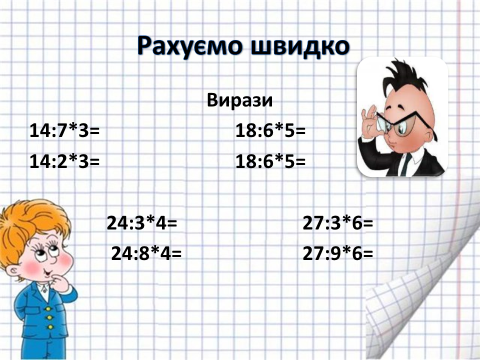 Рахуємо швидко
Вирази
14:7*3= 18:6*5=
14:2*3= 18:6*5=
24:3*4= 27:3*6=
24:8*4= 27:9*6=